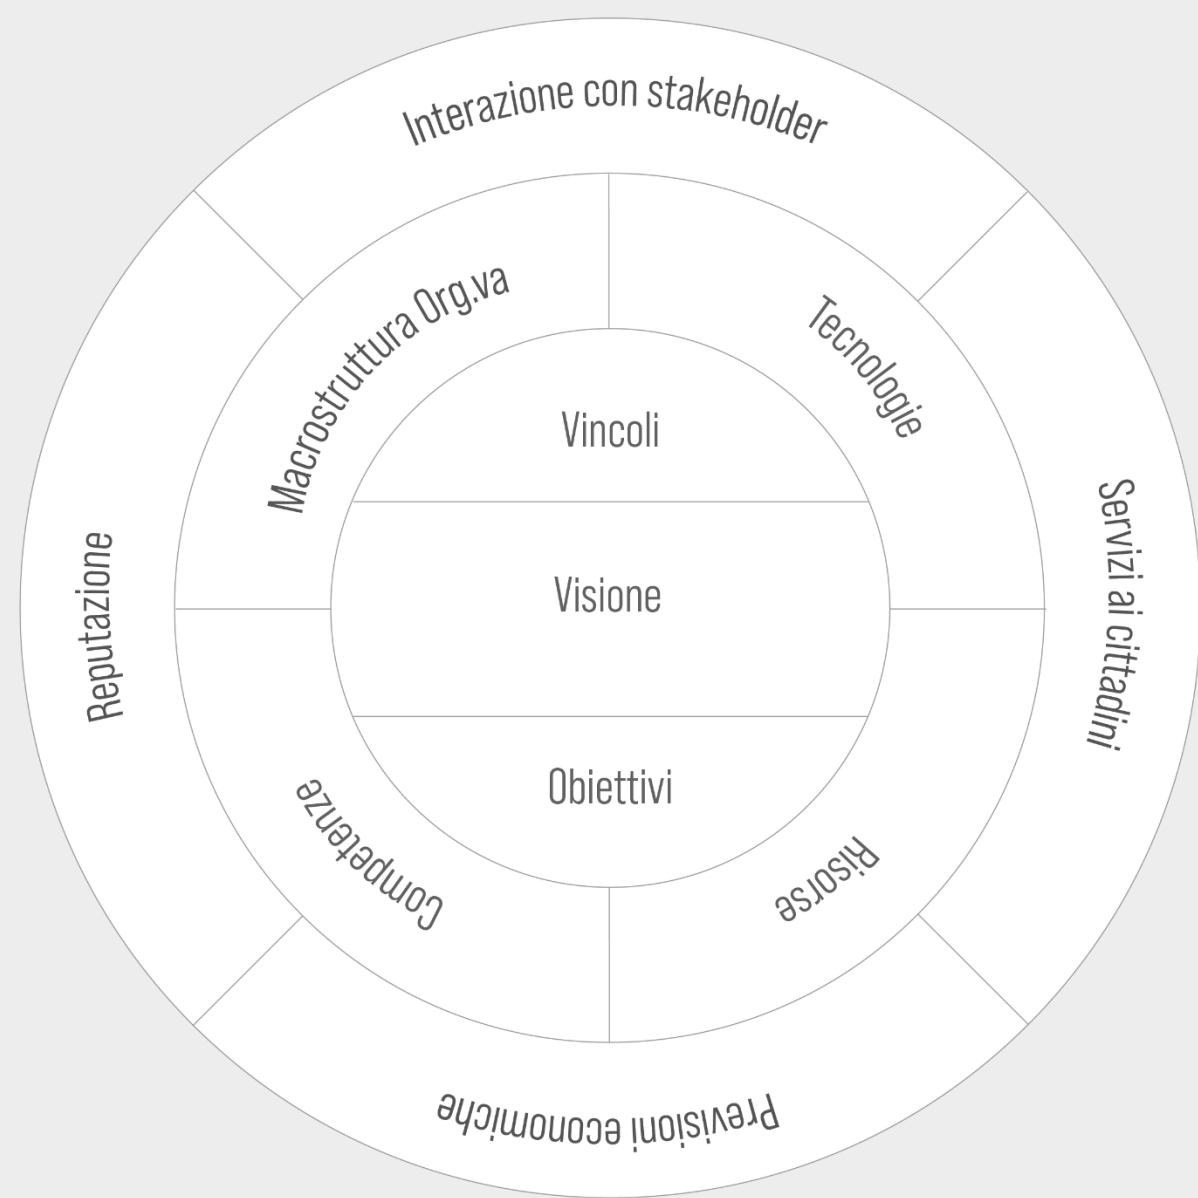 Interazione con stakeholder
Macrostruttura Org.va
Tecnologie
Vincoli
Visione
Obiettivi
Reputazione
Servizi ai cittadini
Competenze
Risorse
Previsioni economiche